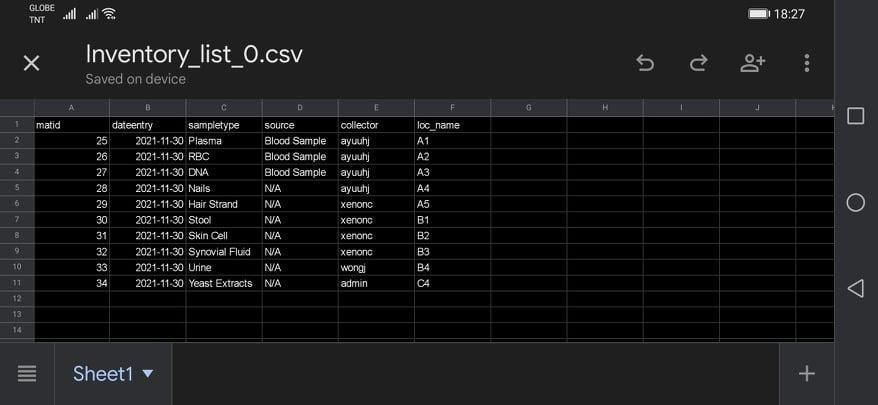 GLOBE
TNT
18:27
Inventory_list_0.csv
Saved on device
A B C D E F G H I J
1 matid dateentry sampletype source collector loc_name
2 25 2021-11-30 Plasma Blood Sample ayuuhj A1
3 26 2021-11-30 RBC Blood Sample ayuuhj A2
4 27 2021-11-30 DNA Blood Sample ayuuhj A3
5 28 2021-11-30 Nails N/A ayuuhj A4
6 29 2021-11-30 Hair Strand N/A xenonc A5
7 30 2021-11-30 Stool N/A xenonc B1
8 31 2021-11-30 Skin Cell N/A xenonc B2
9 32 2021-11-30 Synovial Fluid N/A xenonc B3
10 33 2021-11-30 Urine N/A wongj B4
11 34 2021-11-30 Yeast Extracts N/A admin C4
12
13
14
Sheet1